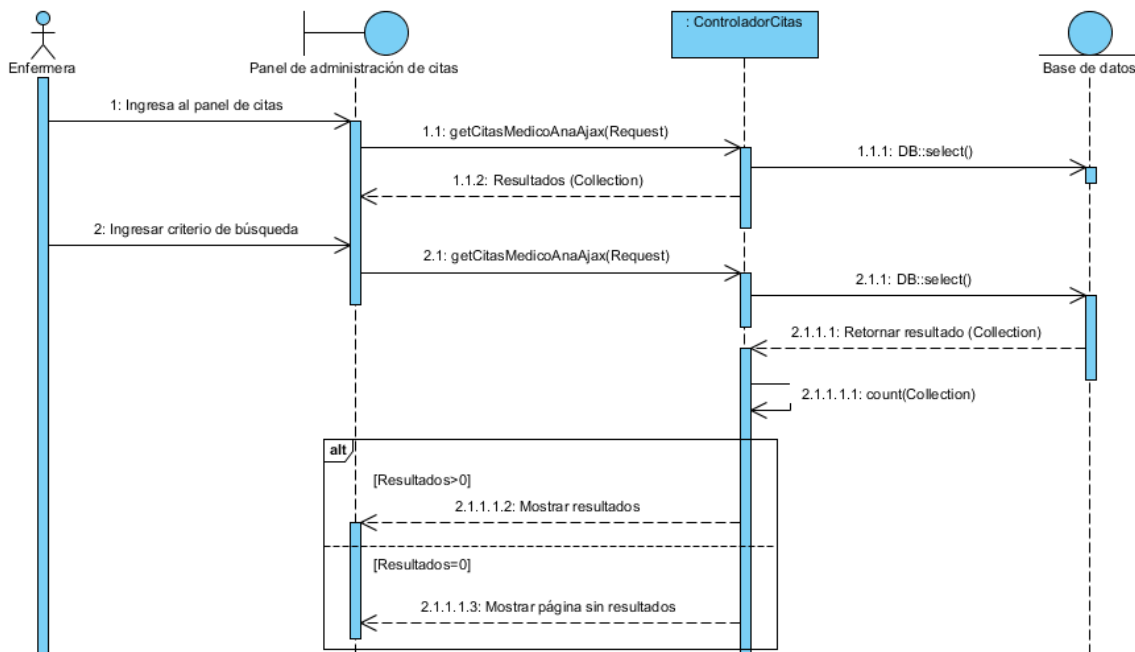 : ControladorCitas
Enfermera
Panel de administración de citas
Base de datos
1: Ingresa al panel de citas
1.1: getCitasMedicoAnaAjax(Request)
1.1.1: DB::select()
1.1.2: Resultados (Collection)
2: Ingresar criterio de búsqueda
2.1: getCitasMedicoAnaAjax(Request)
2.1.1: DB::select()
2.1.1.1: Retornar resultado (Collection)
2.1.1.1.1: count(Collection)
alt
[Resultados>0]
2.1.1.1.2: Mostrar resultados
[Resultados=0]
2.1.1.1.3: Mostrar página sin resultados